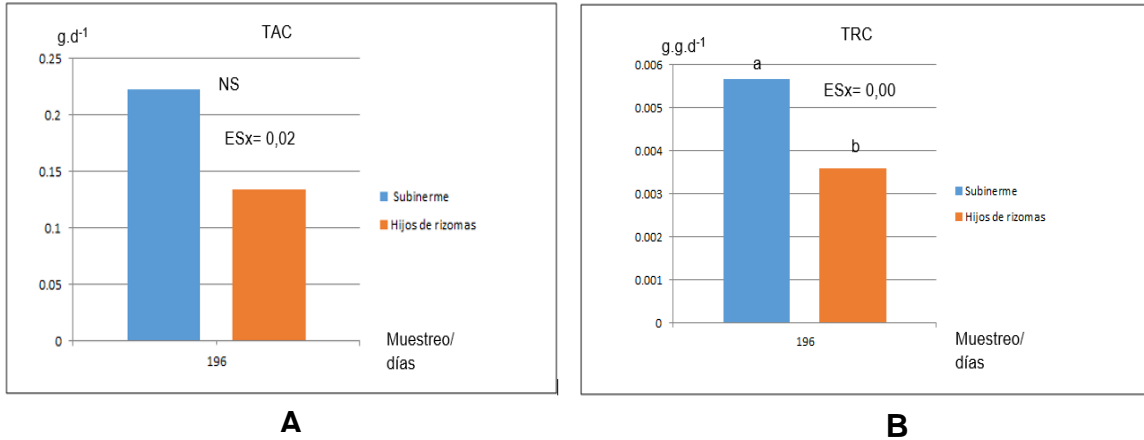 TAC
g.d-1
0.25
0.2
0.15
0.1
0.05
0
NS
ESx= 0,02
Subinerme
Hijos de rizomas
196
Muestreo/
días
A
TRC
g.g.d-1
0.006
0.005
0.004
0.003
0.002
0.001
0
a
ESx= 0,00
b
Subinerme
Hijos de rizomas
196
Muestreo/
días
B